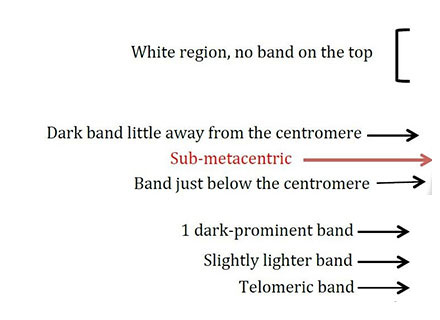 White region, no band on the top
Dark band little away from the centromere
Sub-metacentric
Band just below the centromere
1 dark-prominent band
Slightly lighter band
Telomeric band